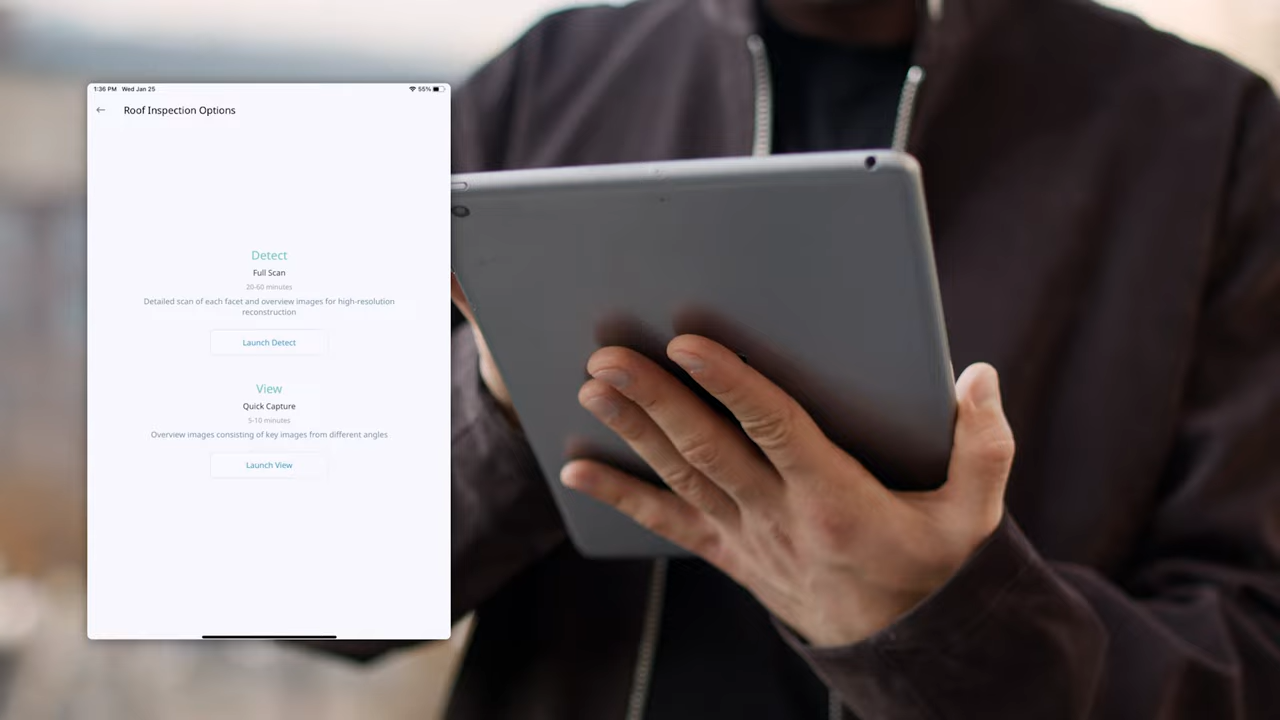 1:36 PM Wed Jan 25
55%
Roof Inspection Options
Detect
Full Scan
20-60 minutes
Detailed scan of each facet and overview images for high-resolution
reconstruction
Launch Detect
View
Quick Capture
5-10 minutes
Overview images consisting of key images from different angles
Launch View